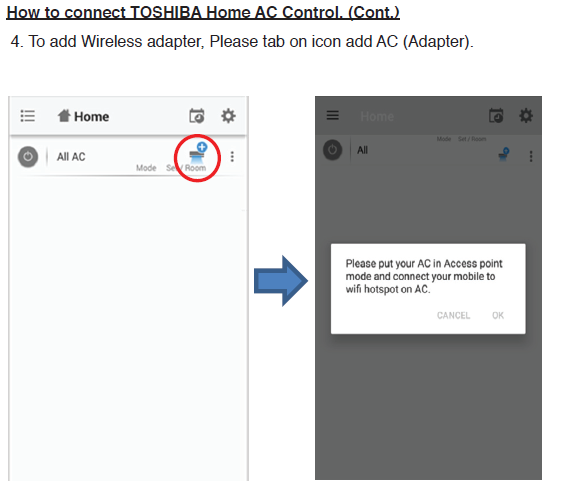 How to connect TOSHIBA Home AC Control. (Cont.)
4. To add Wireless adapter, Please tab on icon add AC (Adapter).
Home
All AC
Mode Set / Room
Home
Mode Set / Room
All
Please put your AC in Access point
mode and connect your mobile to
wifi hotspot on AC.
CANCEL OK